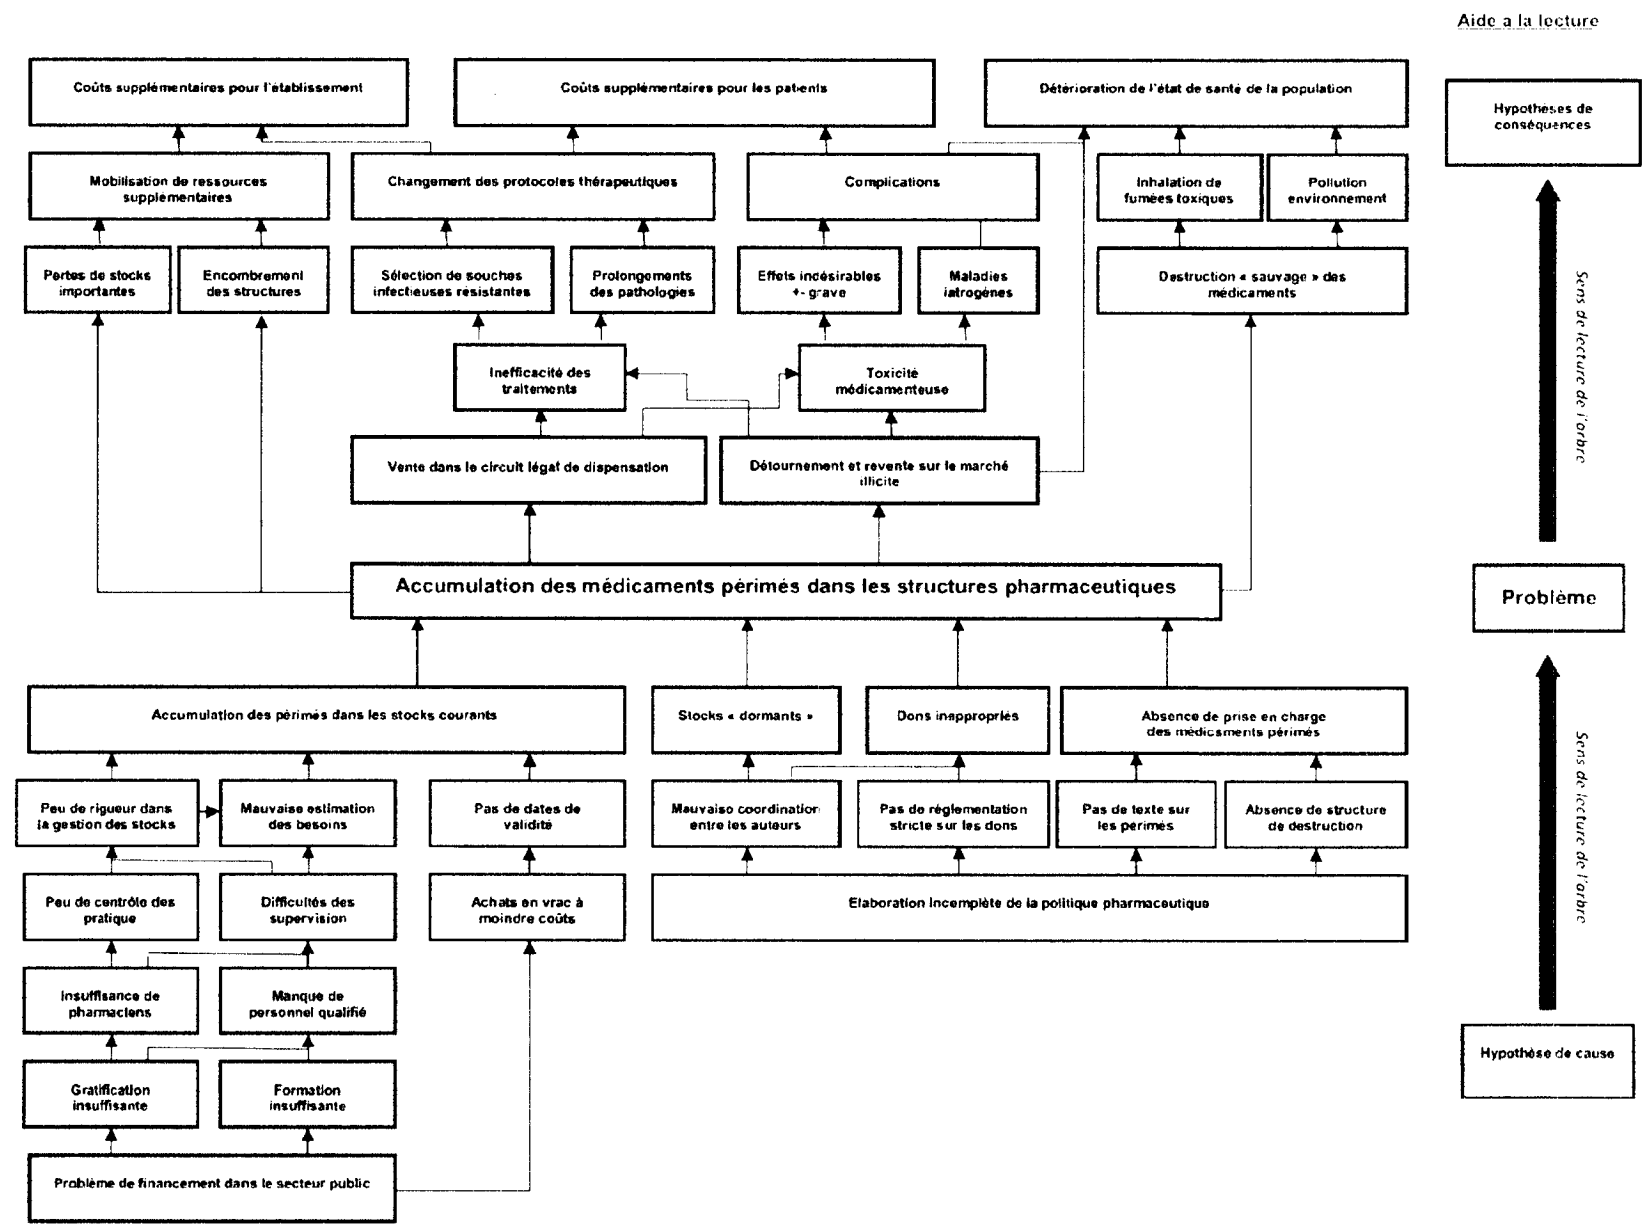 Aide a la lecture
Coûts supplémentaires pour l'établissement
Coûts supplémentaires pour les patients
Détérioration de l'état de santé de la population
Hypothèses de
conséquences
Mobilisation de ressources
supplémentaires
Changement des protocoles thérapeutiques
Complications
Inhalation de
fumées toxiques
Pollution
environnement
Pertes de stocks
importantes
Encombrement
des structures
Sélection de souches
infectieuses résistantes
Prolongements
des pathologies
Effets indésirables
+- grave
Maladies
iatrogènes
Destruction « sauvage » des
médicaments
Sens de lecture de l'arbre
Inefficacité des
traitements
Toxicité
médicamenteuse
Vente dans le circuit légal de dispensation
Détournement et revente sur le marché
illicite
Accumulation des médicaments périmés dans les structures pharmaceutiques
Problème
Accumulation des périmés dans les stocks courants
Stocks « dormants »
Dons inappropriés
Absence de prise en charge
des médicaments périmés
Sens de lecture de l'arbre
Peu de rigueur dans
la gestion des stocks
Mauvaise estimation
des besoins
Pas de dates de
validité
Mauvaise coordination
entre les auteurs
Pas de réglementation
stricte sur les dons
Pas de texte sur
les périmés
Absence de structure
de destruction
Peu de contrôle des
pratique
Difficultés des
supervision
Achats en vrac à
moindre coûts
Elaboration Incomplète de la politique pharmaceutique
Insuffisance de
pharmaciens
Manque de
personnel qualifié
Hypothèse de cause
Gratification
insuffisante
Formation
insuffisante
Problème de financement dans le secteur public